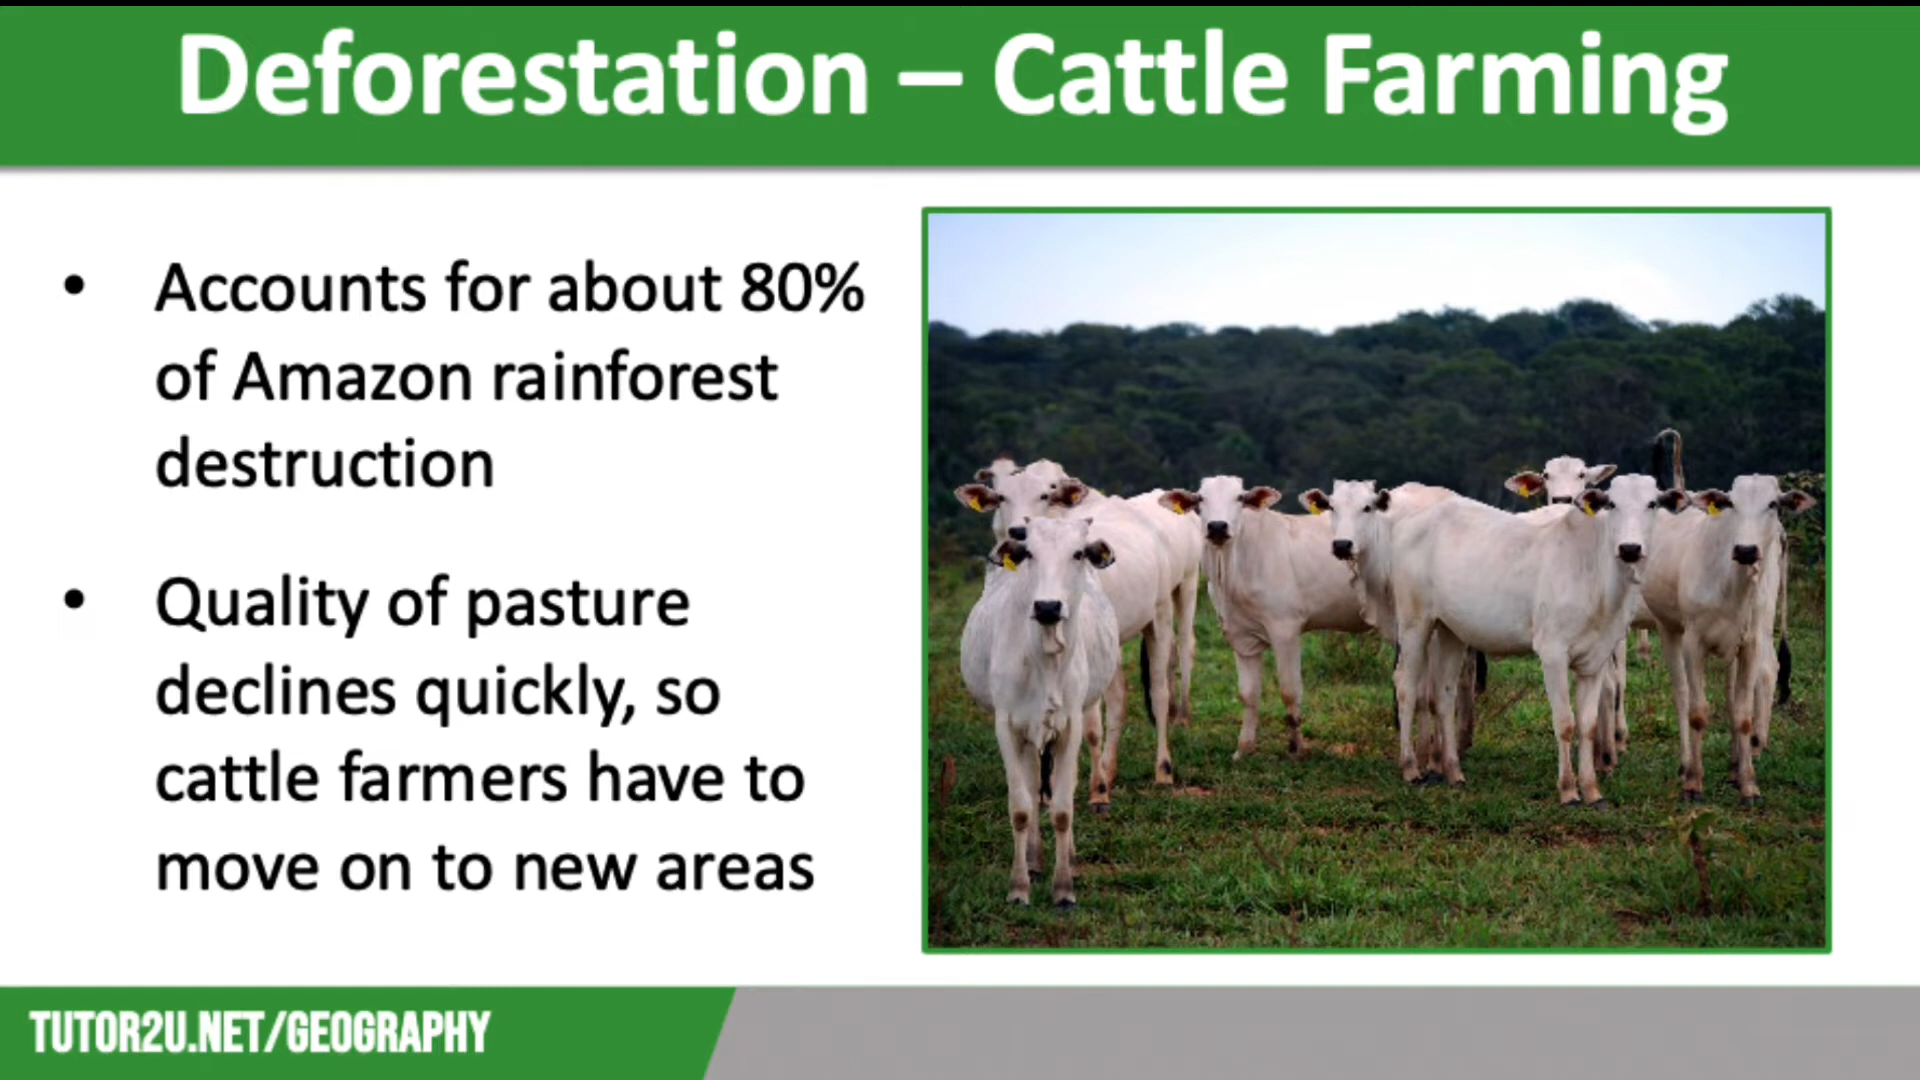 Deforestation – Cattle Farming
• Accounts for about 80%
of Amazon rainforest
destruction
• Quality of pasture
declines quickly, so
cattle farmers have to
move on to new areas
TUTOR2U.NET/GEOGRAPHY